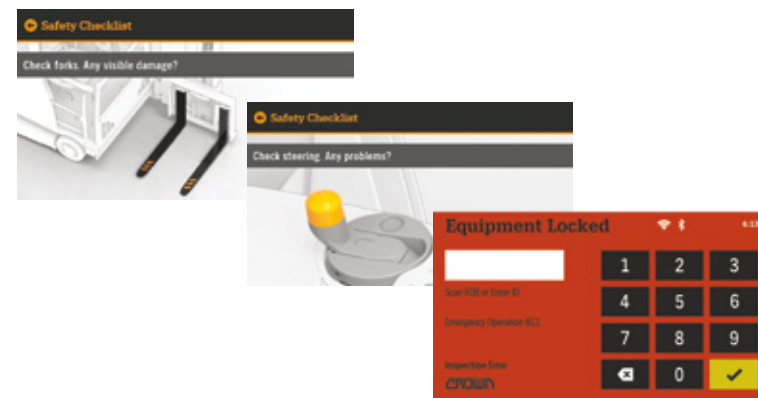 Safety Checklist
Check forks. Any visible damage?
Safety Checklist
Check steering. Any problems?
Equipment Locked
1 2 3
Scan FOB or Enter ID
4 5 6
Emergency Operation 811
7 8 9
Inspection Error
CROWN
0